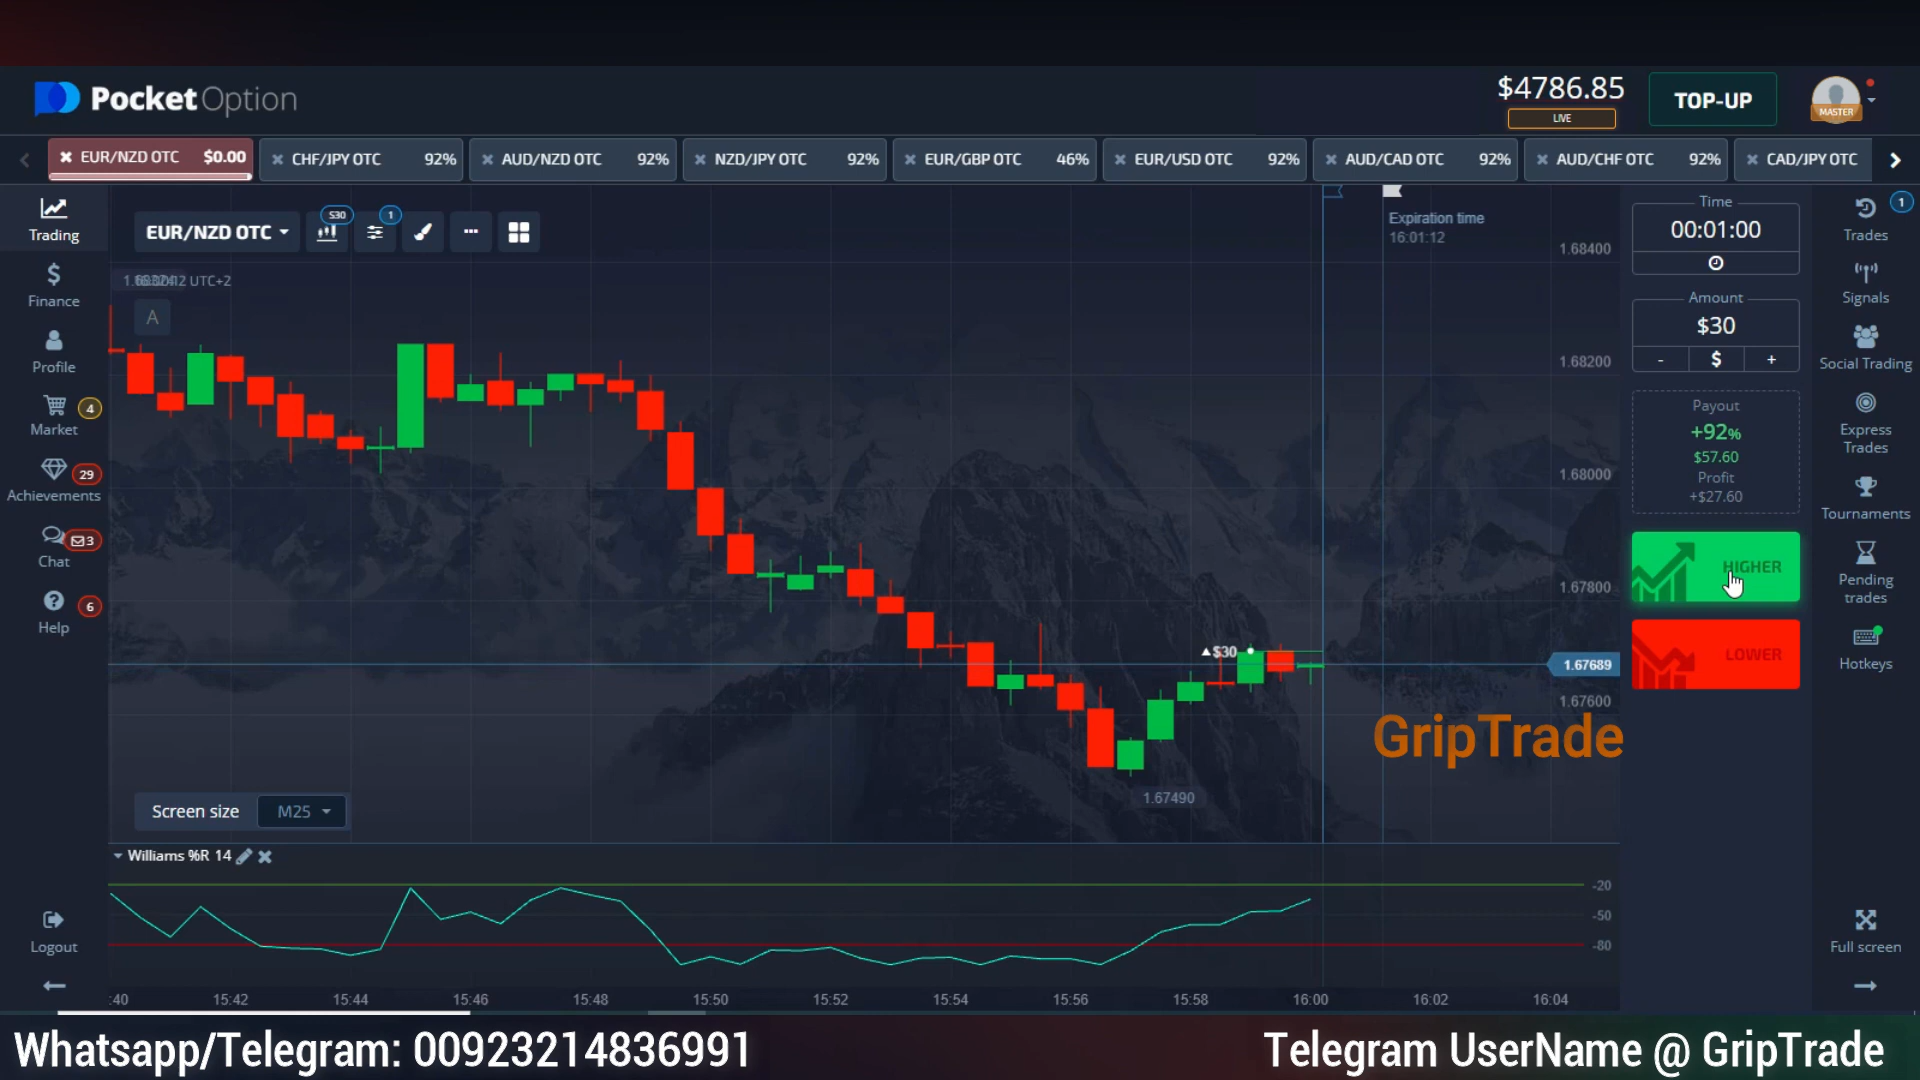 PocketOption
$4786.85
LIVE
TOP-UP
MASTER
EUR/NZD OTC $0.00
CHF/JPY OTC 92%
AUD/NZD OTC 92%
NZD/JPY OTC 92%
EUR/GBP OTC 46%
EUR/USD OTC 92%
AUD/CAD OTC 92%
AUD/CHF OTC 92%
CAD/JPY OTC
Trading
Finance
Profile
Market
4
Achievements
29
Chat
3
Help
6
Logout
EUR/NZD OTC
S30
1
UTC+2
A
Expiration time
16:01:12
1.68400
1.68200
1.68000
1.67800
1.67689
1.67600
$30
1.67490
GripTrade
Screen size
M25
Williams %R 14
-20
-50
-80
:40
15:42
15:44
15:46
15:48
15:50
15:52
15:54
15:56
15:58
16:00
16:02
16:04
Time
00:01:00
Amount
$30
-
$
+
Payout
+92%
$57.60
Profit
+$27.60
HIGHER
LOWER
1
Trades
Signals
Social Trading
Express
Trades
Tournaments
Pending
trades
Hotkeys
Full screen
Whatsapp/Telegram: 00923214836991
Telegram UserName @ GripTrade